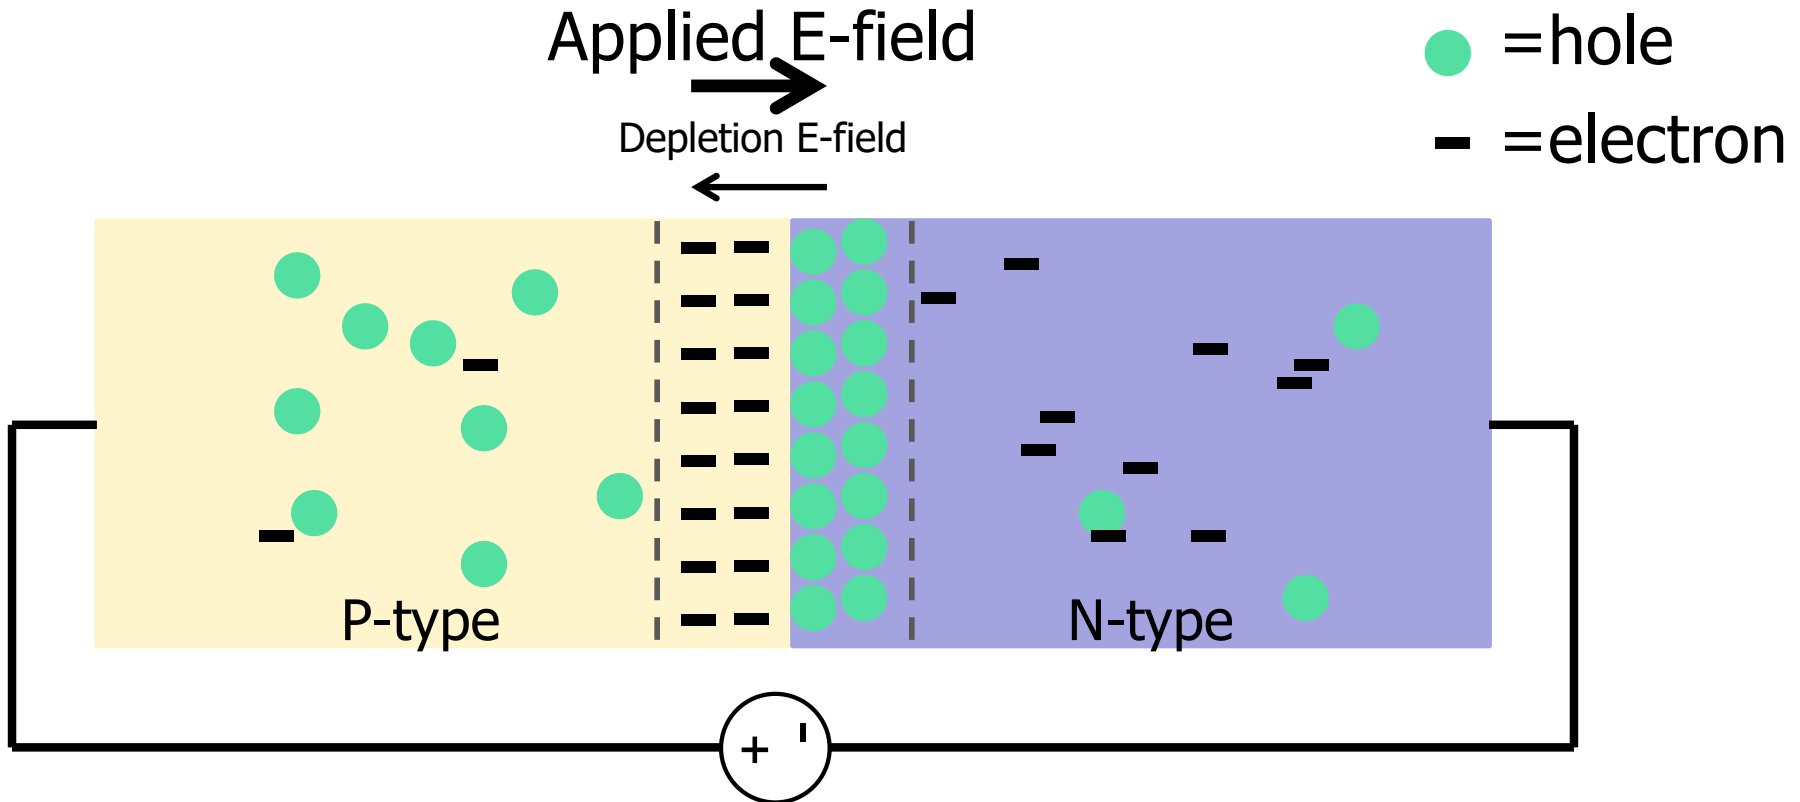 Applied E-field
Depletion E-field
=hole
=electron
P-type
N-type
+ -